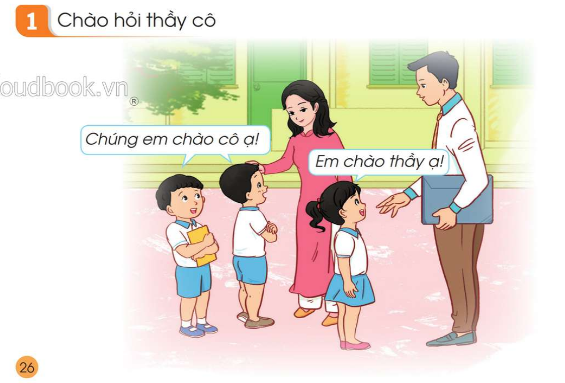 1 Chào hỏi thầy cô
oudbook.vn
®
Chúng em chào cô ạ!
Em chào thầy ạ!
26